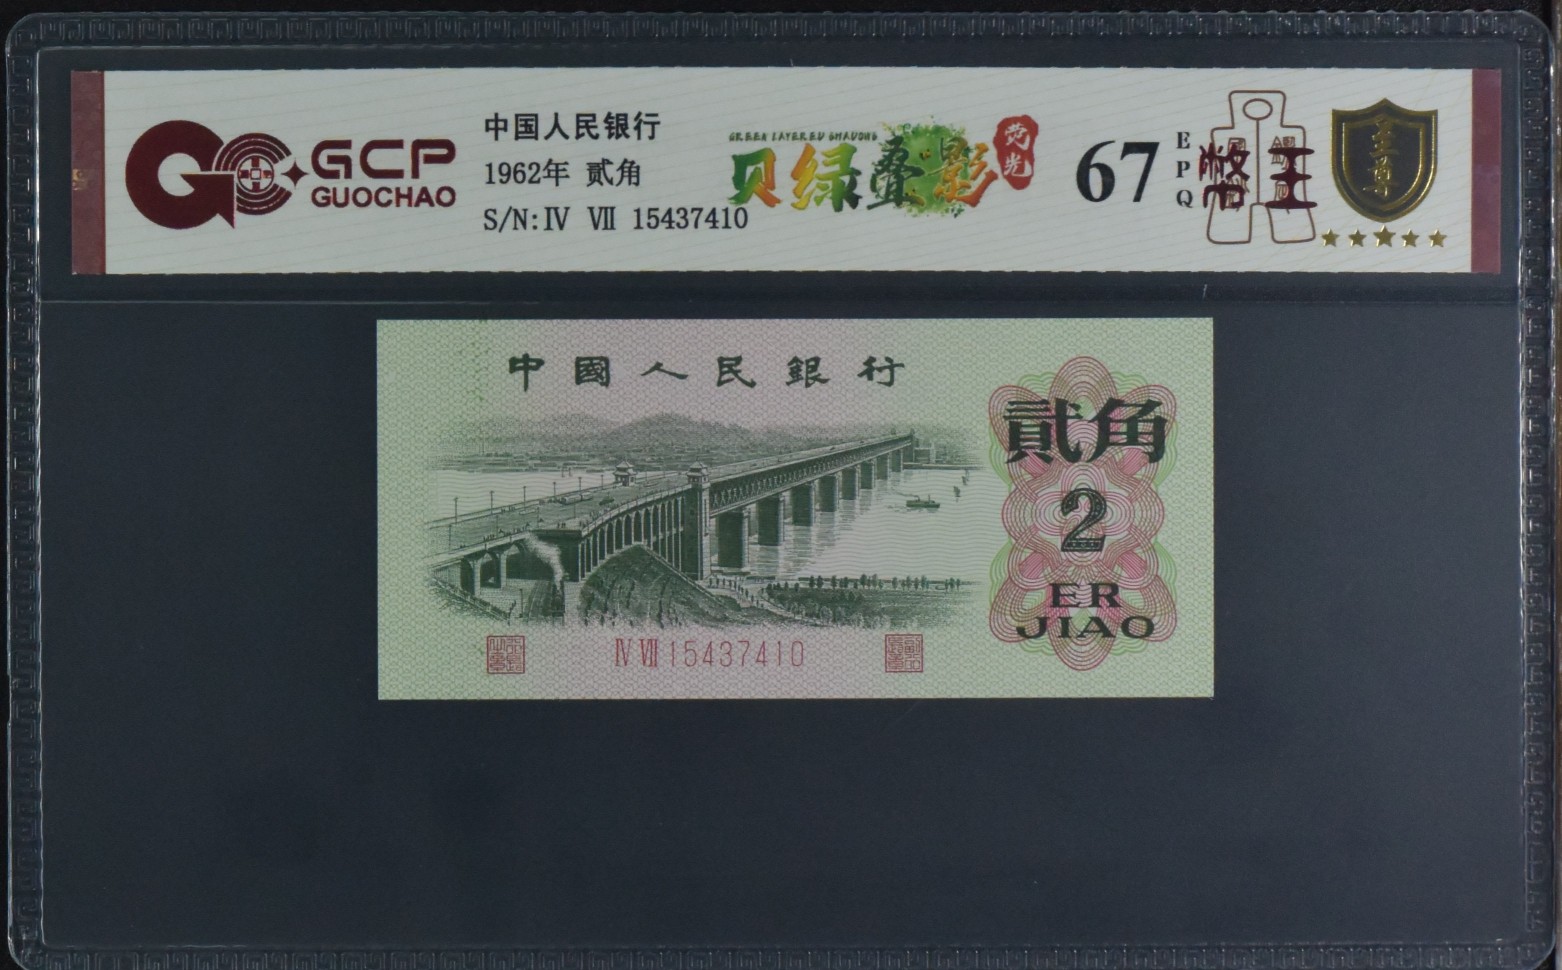 GCP
GUOCHAO
中国人民银行
1962年 贰角
S/N:Ⅳ Ⅶ 15437410
GREEN LAYERED SHADOWS
贝绿叠影
荧光
67
EPQ
至尊
中國人民銀行
貳角
2
ER
JIAO
Ⅳ Ⅶ 15437410